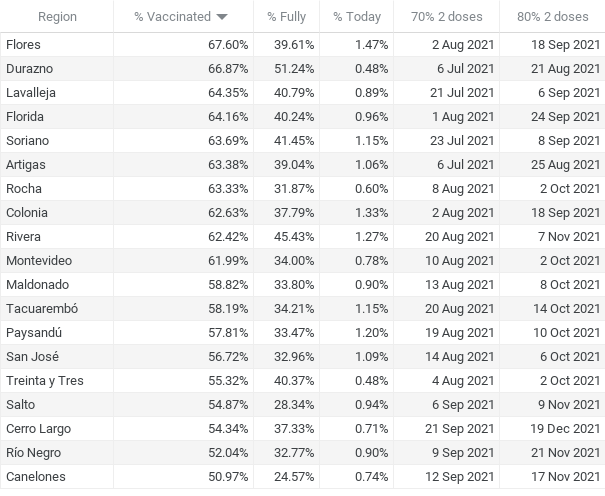 Region % Vaccinated % Fully % Today 70% 2 doses 80% 2 doses
Flores 67.60% 39.61% 1.47% 2 Aug 2021 18 Sep 2021
Durazno 66.87% 51.24% 0.48% 6 Jul 2021 21 Aug 2021
Lavalleja 64.35% 40.79% 0.89% 21 Jul 2021 6 Sep 2021
Florida 64.16% 40.24% 0.96% 1 Aug 2021 24 Sep 2021
Soriano 63.69% 41.45% 1.15% 23 Jul 2021 8 Sep 2021
Artigas 63.38% 39.04% 1.06% 6 Jul 2021 25 Aug 2021
Rocha 63.33% 31.87% 0.60% 8 Aug 2021 2 Oct 2021
Colonia 62.63% 37.79% 1.33% 2 Aug 2021 18 Sep 2021
Rivera 62.42% 45.43% 1.27% 20 Aug 2021 7 Nov 2021
Montevideo 61.99% 34.00% 0.78% 10 Aug 2021 2 Oct 2021
Maldonado 58.82% 33.80% 0.90% 13 Aug 2021 8 Oct 2021
Tacuarembó 58.19% 34.21% 1.15% 20 Aug 2021 14 Oct 2021
Paysandú 57.81% 33.47% 1.20% 19 Aug 2021 10 Oct 2021
San José 56.72% 32.96% 1.09% 14 Aug 2021 6 Oct 2021
Treinta y Tres 55.32% 40.37% 0.48% 4 Aug 2021 2 Oct 2021
Salto 54.87% 28.34% 0.94% 6 Sep 2021 9 Nov 2021
Cerro Largo 54.34% 37.33% 0.71% 21 Sep 2021 19 Dec 2021
Río Negro 52.04% 32.77% 0.90% 9 Sep 2021 21 Nov 2021
Canelones 50.97% 24.57% 0.74% 12 Sep 2021 17 Nov 2021